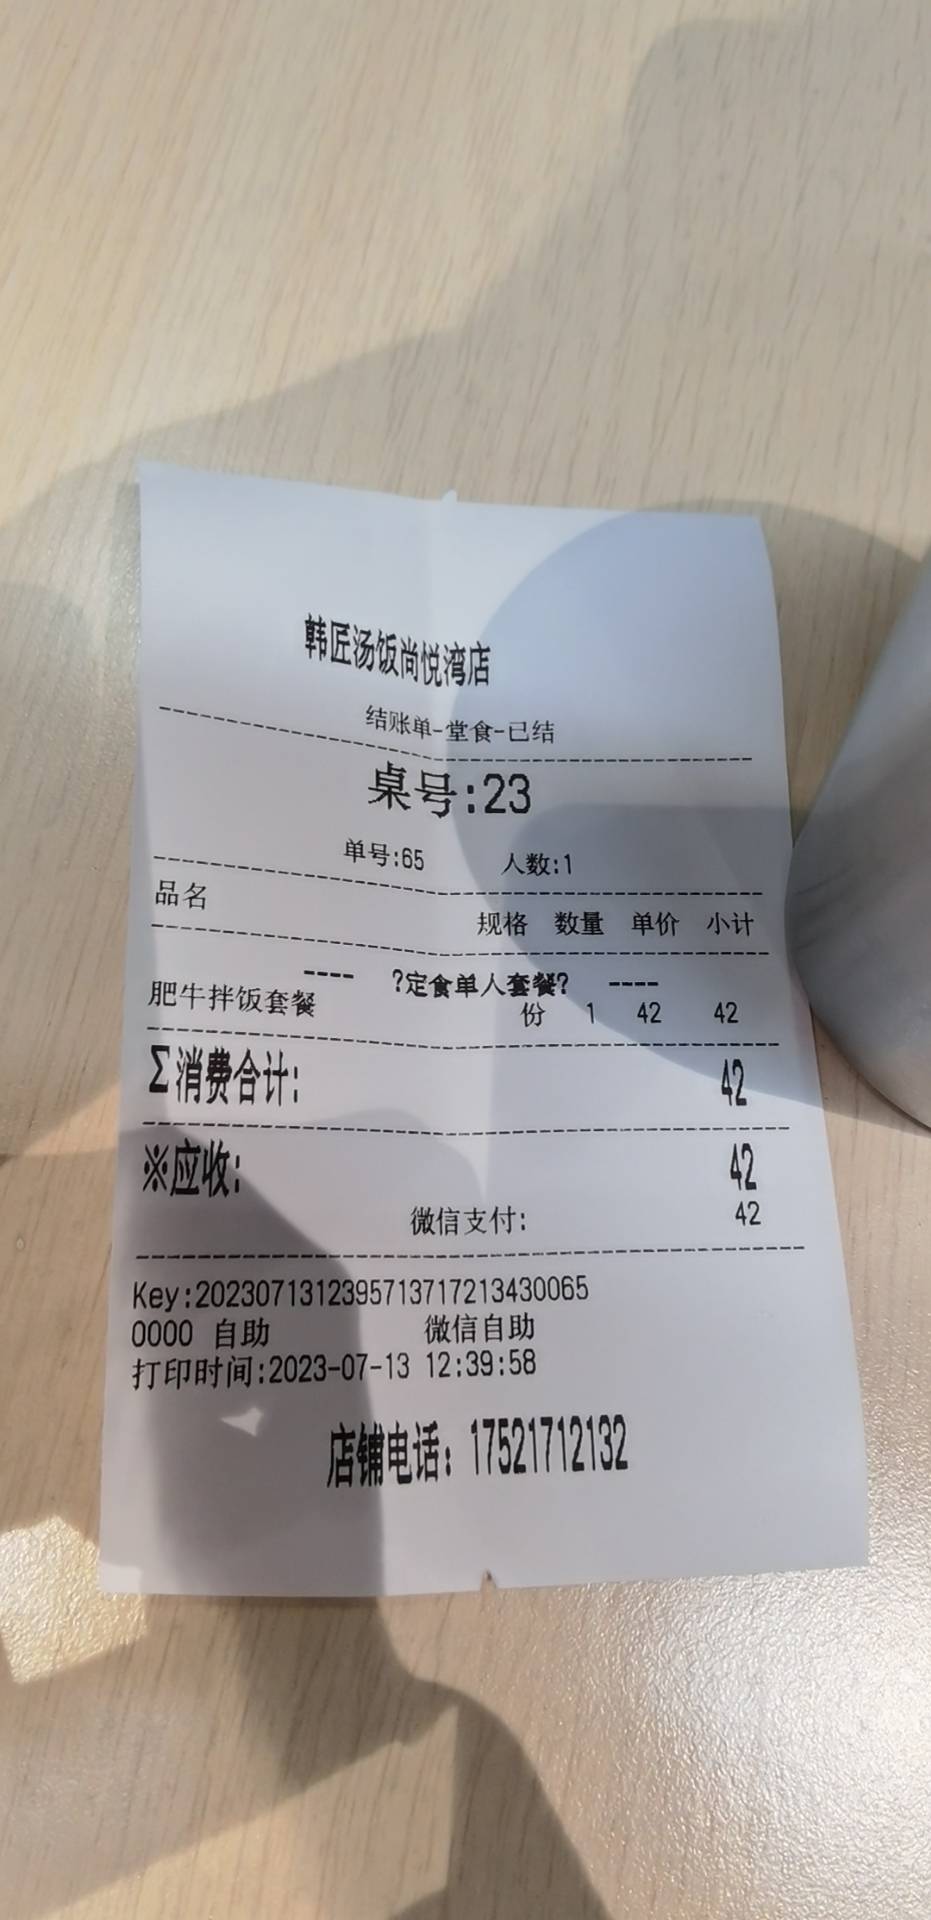 韩匠汤饭尚悦湾店
结账单-堂食-已结
桌号:23
单号:65 人数:1
品名 规格 数量 单价 小计
---- ?定食单人套餐? ----
肥牛拌饭套餐 份 1 42 42
Σ消费合计: 42
※应收: 42
微信支付: 42
Key:2023071312395713717213430065
0000 自助 微信自助
打印时间:2023-07-13 12:39:58
店铺电话: 17521712132